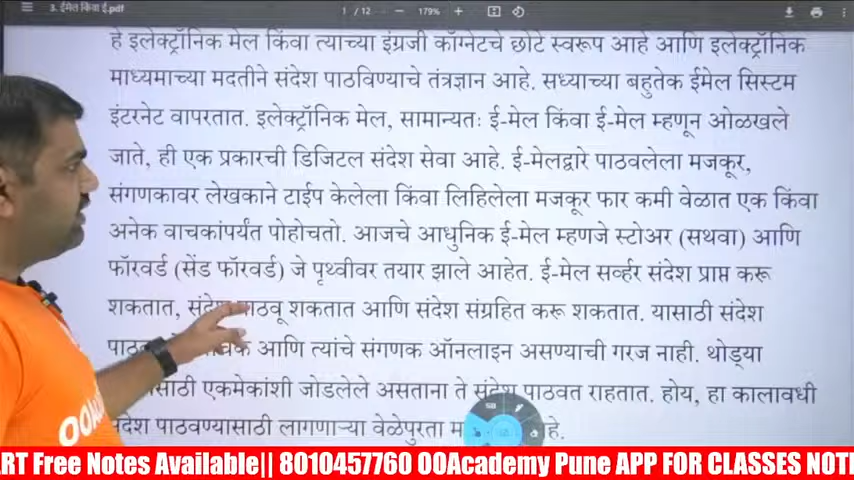 3. ईमेल किंवा ई.pdf
1 / 12
179%
हे इलेक्ट्रॉनिक मेल किंवा त्याच्या इंग्रजी कॉग्नेटचे छोटे स्वरूप आहे आणि इलेक्ट्रॉनिक
माध्यमाच्या मदतीने संदेश पाठविण्याचे तंत्रज्ञान आहे. सध्याच्या बहुतेक ईमेल सिस्टम
इंटरनेट वापरतात. इलेक्ट्रॉनिक मेल, सामान्यतः ई-मेल किंवा ई-मेल म्हणून ओळखले
जाते, ही एक प्रकारची डिजिटल संदेश सेवा आहे. ई-मेलद्वारे पाठवलेला मजकूर,
संगणकावर लेखकाने टाईप केलेला किंवा लिहिलेला मजकूर फार कमी वेळात एक किंवा
अनेक वाचकांपर्यंत पोहोचतो. आजचे आधुनिक ई-मेल म्हणजे स्टोअर (सथवा) आणि
फॉरवर्ड (सेंड फॉरवर्ड) जे पृथ्वीवर तयार झाले आहेत. ई-मेल सर्व्हर संदेश प्राप्त करू
शकतात, संदेश पाठवू शकतात आणि संदेश संग्रहित करू शकतात. यासाठी संदेश
आणि त्यांचे संगणक ऑनलाइन असण्याची गरज नाही. थोड्या
एकमेकांशी जोडलेले असताना ते संदेश पाठवत राहतात. होय, हा कालावधी
पाठवण्यासाठी लागणाऱ्या वेळेपुरता
OOA
RT Free Notes Available|| 8010457760 OOAcademy Pune APP FOR CLASSES NOTE